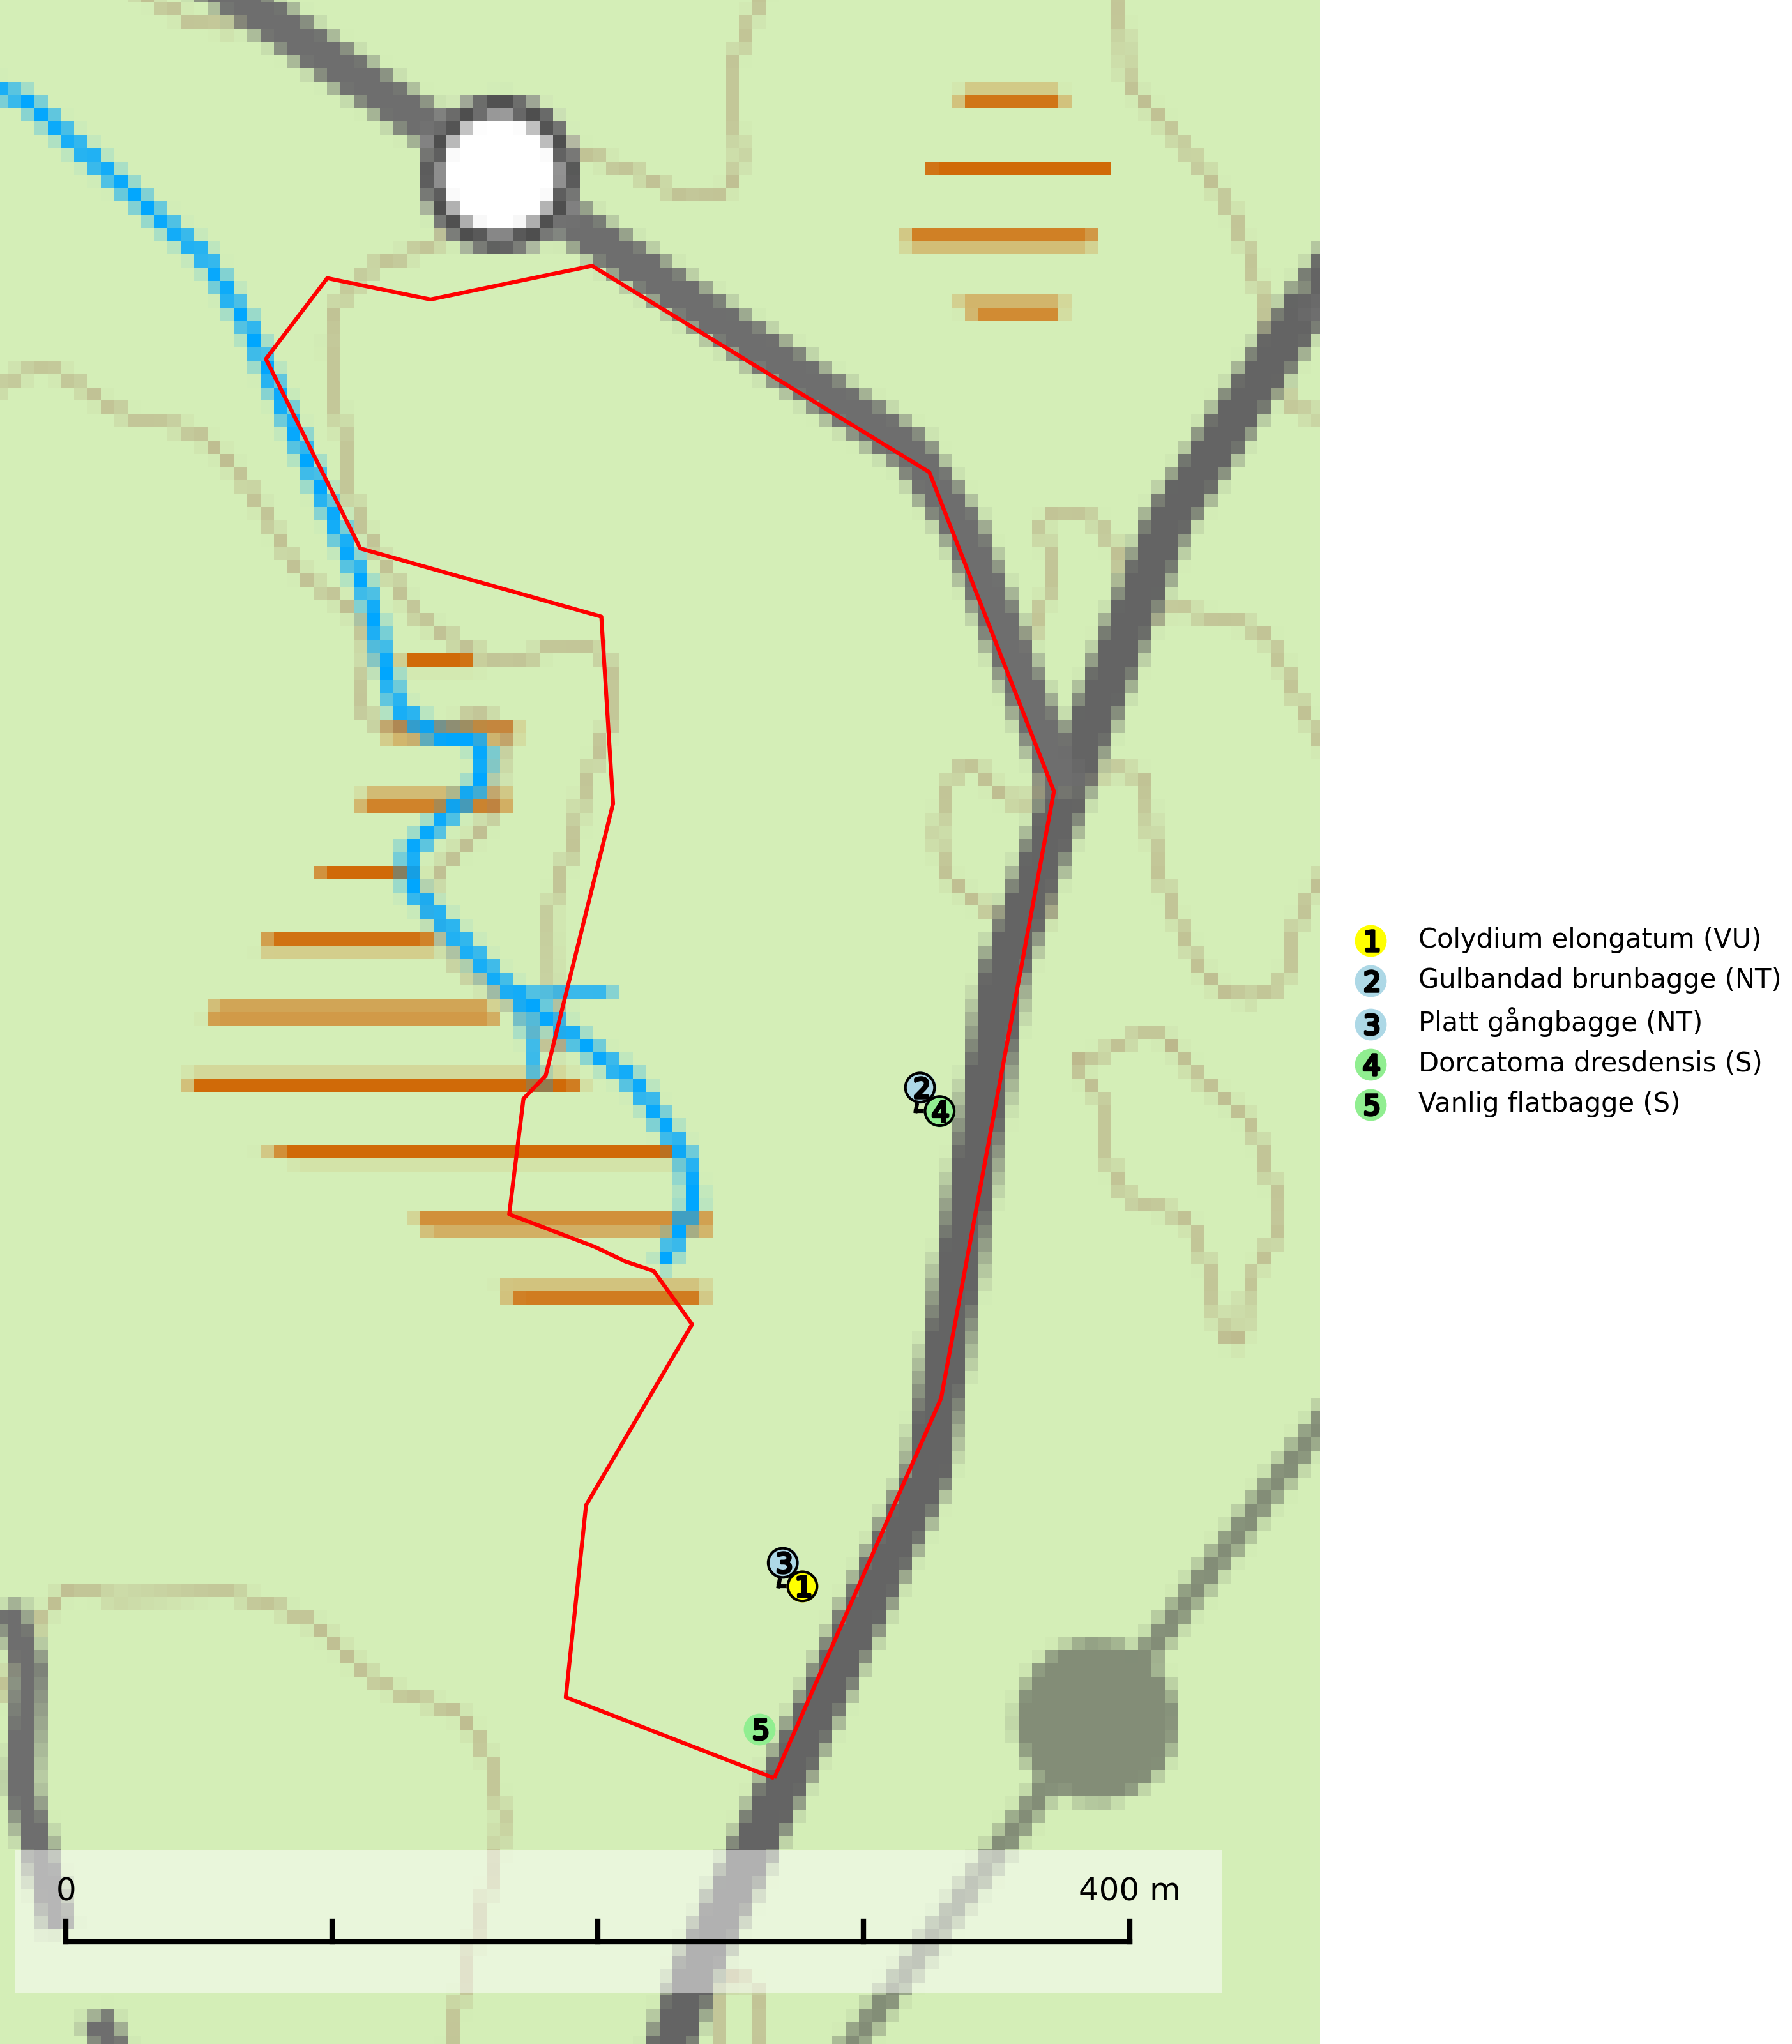 1 Colydium elongatum (VU)
2 Gulbandad brunbagge (NT)
3 Platt gångbagge (NT)
4 Dorcatoma dresdensis (S)
5 Vanlig flatbagge (S)
2
4
3
1
5
0 400 m